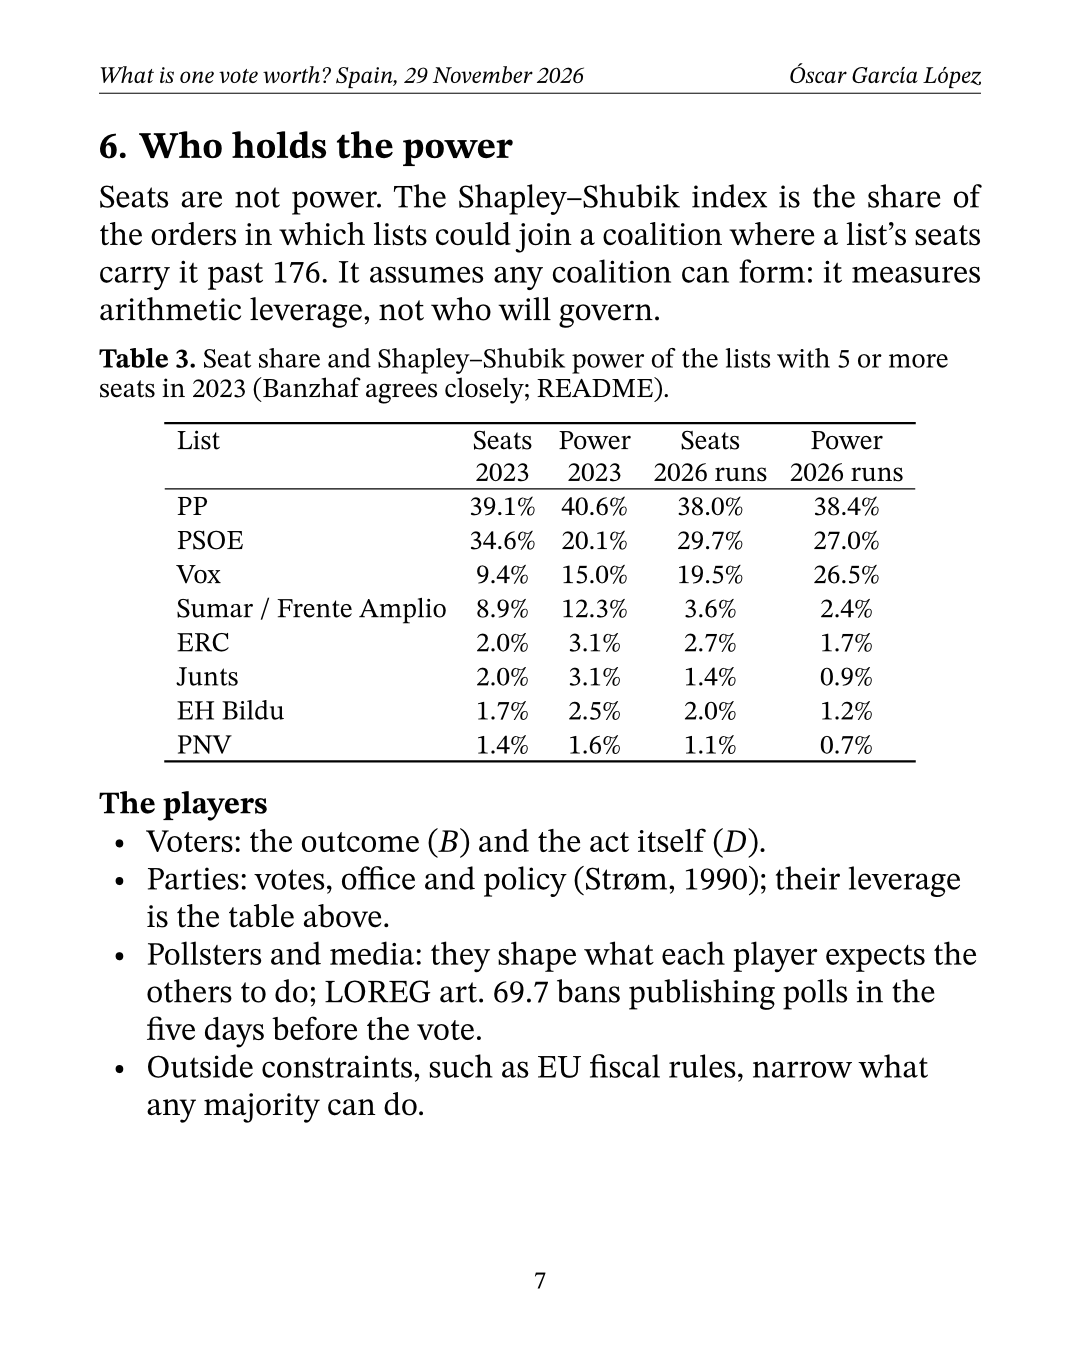 What is one vote worth? Spain, 29 November 2026 Óscar García López
6. Who holds the power
Seats are not power. The Shapley–Shubik index is the share of
the orders in which lists could join a coalition where a list's seats
carry it past 176. It assumes any coalition can form: it measures
arithmetic leverage, not who will govern.
Table 3. Seat share and Shapley–Shubik power of the lists with 5 or more
seats in 2023 (Banzhaf agrees closely; README).
List Seats Power Seats Power
2023 2023 2026 runs 2026 runs
PP 39.1% 40.6% 38.0% 38.4%
PSOE 34.6% 20.1% 29.7% 27.0%
Vox 9.4% 15.0% 19.5% 26.5%
Sumar / Frente Amplio 8.9% 12.3% 3.6% 2.4%
ERC 2.0% 3.1% 2.7% 1.7%
Junts 2.0% 3.1% 1.4% 0.9%
EH Bildu 1.7% 2.5% 2.0% 1.2%
PNV 1.4% 1.6% 1.1% 0.7%
The players
• Voters: the outcome (B) and the act itself (D).
• Parties: votes, office and policy (Strøm, 1990); their leverage
is the table above.
• Pollsters and media: they shape what each player expects the
others to do; LOREG art. 69.7 bans publishing polls in the
five days before the vote.
• Outside constraints, such as EU fiscal rules, narrow what
any majority can do.
7